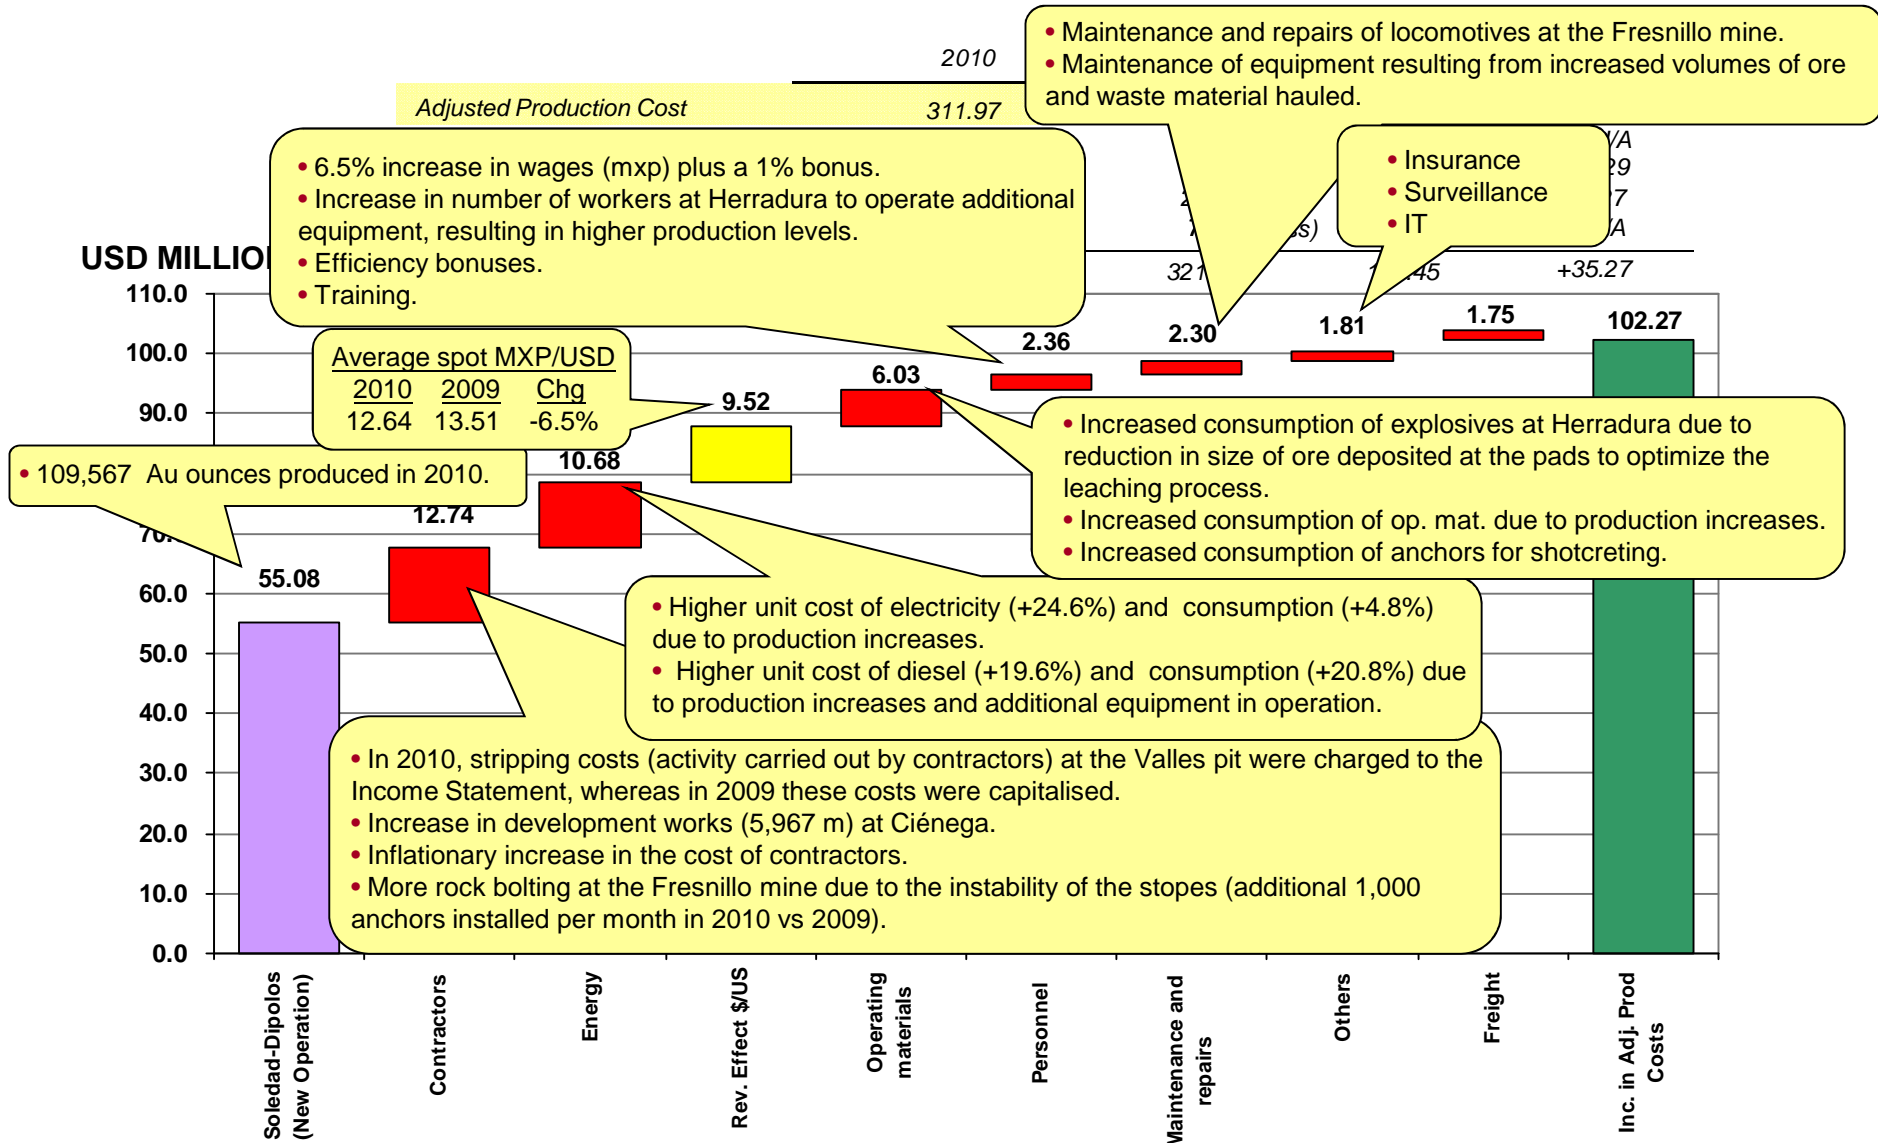 2010
Adjusted Production Cost 311.97
• Maintenance and repairs of locomotives at the Fresnillo mine.
• Maintenance of equipment resulting from increased volumes of ore
and waste material hauled.
• 6.5% increase in wages (mxp) plus a 1% bonus.
• Increase in number of workers at Herradura to operate additional
equipment, resulting in higher production levels.
• Efficiency bonuses.
• Training.
• Insurance
• Surveillance
• IT
+35.27
Average spot MXP/USD
2010 2009 Chg
12.64 13.51 -6.5%
• 109,567 Au ounces produced in 2010.
• Increased consumption of explosives at Herradura due to
reduction in size of ore deposited at the pads to optimize the
leaching process.
• Increased consumption of op. mat. due to production increases.
• Increased consumption of anchors for shotcreting.
• Higher unit cost of electricity (+24.6%) and consumption (+4.8%)
due to production increases.
• Higher unit cost of diesel (+19.6%) and consumption (+20.8%) due
to production increases and additional equipment in operation.
• In 2010, stripping costs (activity carried out by contractors) at the Valles pit were charged to the
Income Statement, whereas in 2009 these costs were capitalised.
• Increase in development works (5,967 m) at Ciénega.
• Inflationary increase in the cost of contractors.
• More rock bolting at the Fresnillo mine due to the instability of the stopes (additional 1,000
anchors installed per month in 2010 vs 2009).
USD
110.0
100.0
90.0
60.0
50.0
40.0
30.0
20.0
10.0
0.0
55.08
12.74
10.68
9.52
6.03
2.36
2.30
1.81
1.75
102.27
Soledad-Dipolos
(New Operation)
Contractors
Energy
Rev. Effect $/US
Operating
materials
Personnel
Maintenance and
repairs
Others
Freight
Inc. in Adj. Prod
Costs